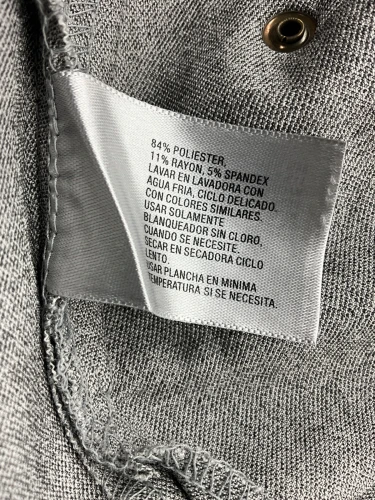 84% POLIESTER,
11% RAYON, 5% SPANDEX
LAVAR EN LAVADORA CON
AGUA FRIA, CICLO DELICADO,
CON COLORES SIMILARES.
USAR SOLAMENTE
BLANQUEADOR SIN CLORO,
CUANDO SE NECESITE.
SECAR EN SECADORA CICLO
LENTO.
USAR PLANCHA EN MINIMA
TEMPERATURA SI SE NECESITA.